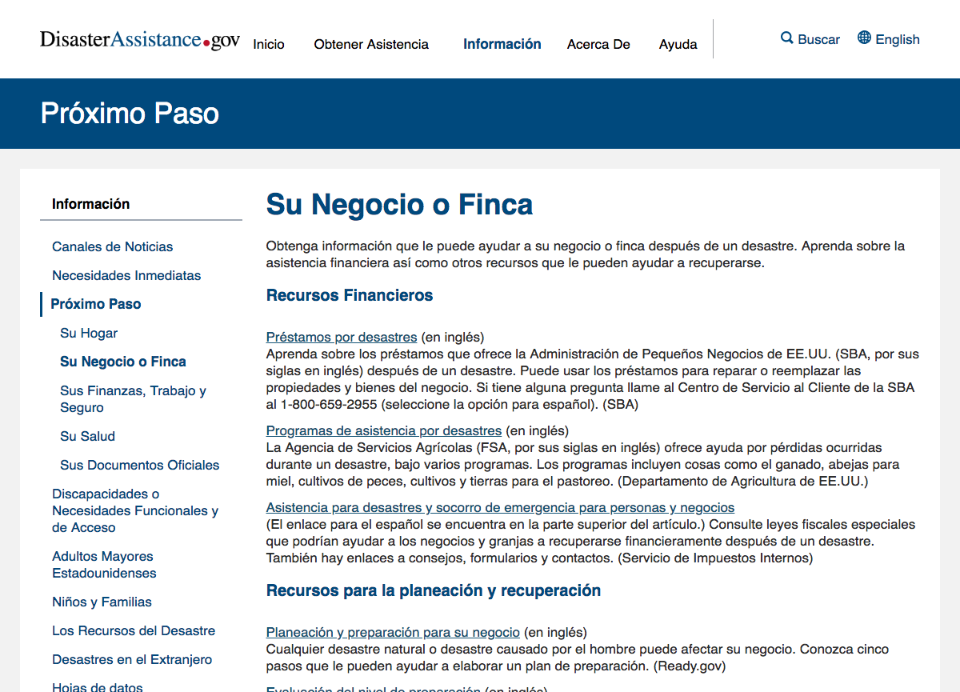 DisasterAssistance.gov
Inicio
Obtener Asistencia
Información
Acerca De
Ayuda
Buscar
English
Próximo Paso
Información
Canales de Noticias
Necesidades Inmediatas
Próximo Paso
Su Hogar
Su Negocio o Finca
Sus Finanzas, Trabajo y
Seguro
Su Salud
Sus Documentos Oficiales
Discapacidades o
Necesidades Funcionales y
de Acceso
Adultos Mayores
Estadounidenses
Niños y Familias
Los Recursos del Desastre
Desastres en el Extranjero
Hojas de datos
Su Negocio o Finca
Obtenga información que le puede ayudar a su negocio o finca después de un desastre. Aprenda sobre la
asistencia financiera así como otros recursos que le pueden ayudar a recuperarse.
Recursos Financieros
Préstamos por desastres (en inglés)
Aprenda sobre los préstamos que ofrece la Administración de Pequeños Negocios de EE.UU. (SBA, por sus
siglas en inglés) después de un desastre. Puede usar los préstamos para reparar o reemplazar las
propiedades y bienes del negocio. Si tiene alguna pregunta llame al Centro de Servicio al Cliente de la SBA
al 1-800-659-2955 (seleccione la opción para español). (SBA)
Programas de asistencia por desastres (en inglés)
La Agencia de Servicios Agrícolas (FSA, por sus siglas en inglés) ofrece ayuda por pérdidas ocurridas
durante un desastre, bajo varios programas. Los programas incluyen cosas como el ganado, abejas para
miel, cultivos de peces, cultivos y tierras para el pastoreo. (Departamento de Agricultura de EE.UU.)
Asistencia para desastres y socorro de emergencia para personas y negocios
(El enlace para el español se encuentra en la parte superior del artículo.) Consulte leyes fiscales especiales
que podrían ayudar a los negocios y granjas a recuperarse financieramente después de un desastre.
También hay enlaces a consejos, formularios y contactos. (Servicio de Impuestos Internos)
Recursos para la planeación y recuperación
Planeación y preparación para su negocio (en inglés)
Cualquier desastre natural o desastre causado por el hombre puede afectar su negocio. Conozca cinco
pasos que le pueden ayudar a elaborar un plan de preparación. (Ready.gov)
Evaluación del nivel de preparación (en inglés)